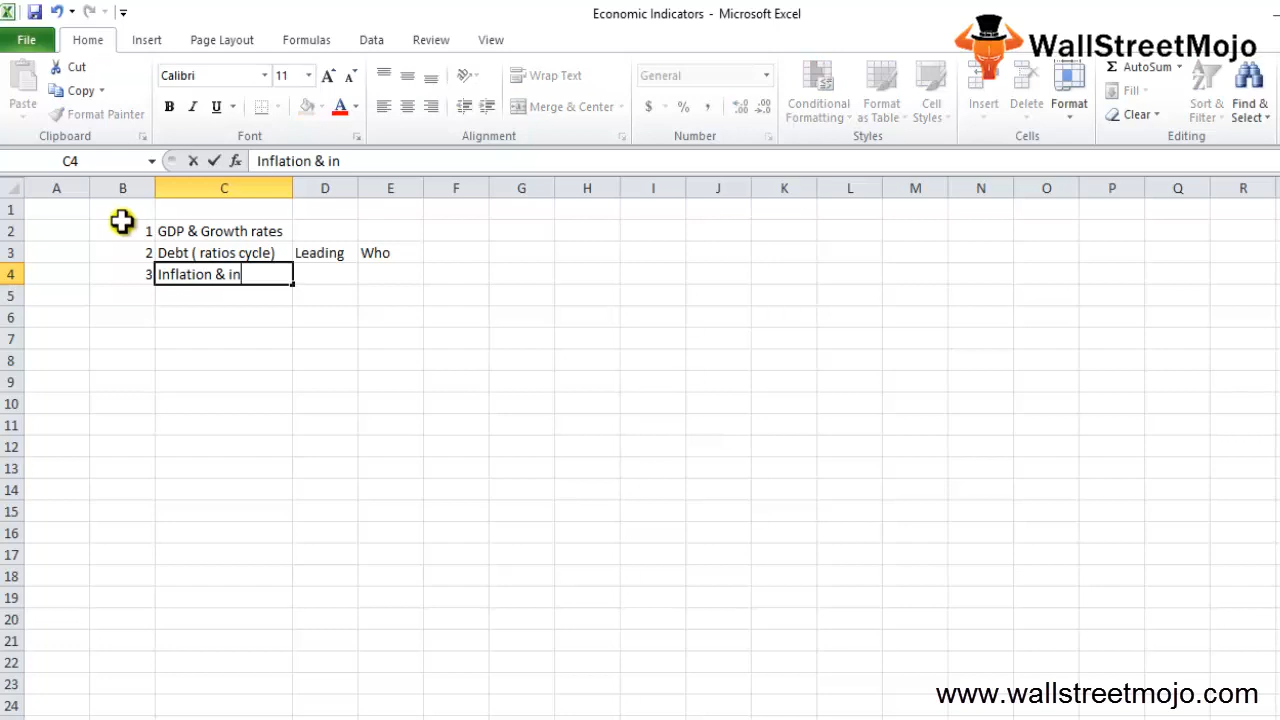 Economic Indicators - Microsoft Excel
File Home Insert Page Layout Formulas Data Review View
WallStreetMojo
Paste
Cut
Copy
Format Painter
Clipboard
Calibri 11 A A
B I U A
Font
Wrap Text
Merge & Center
Alignment
General
$ % ,
Number
Conditional Formatting
Format as Table
Cell Styles
Styles
Insert
Delete
Format
Cells
Σ AutoSum
Fill
Clear
Sort & Filter
Find & Select
Editing
C4 fx Inflation & in
A B C D E F G H I J K L M N O P Q R
1
2 1 GDP & Growth rates
3 2 Debt ( ratios cycle) Leading Who
4 3 Inflation & in
5
6
7
8
9
10
11
12
13
14
15
16
17
18
19
20
21
22
23
24
www.wallstreetmojo.com